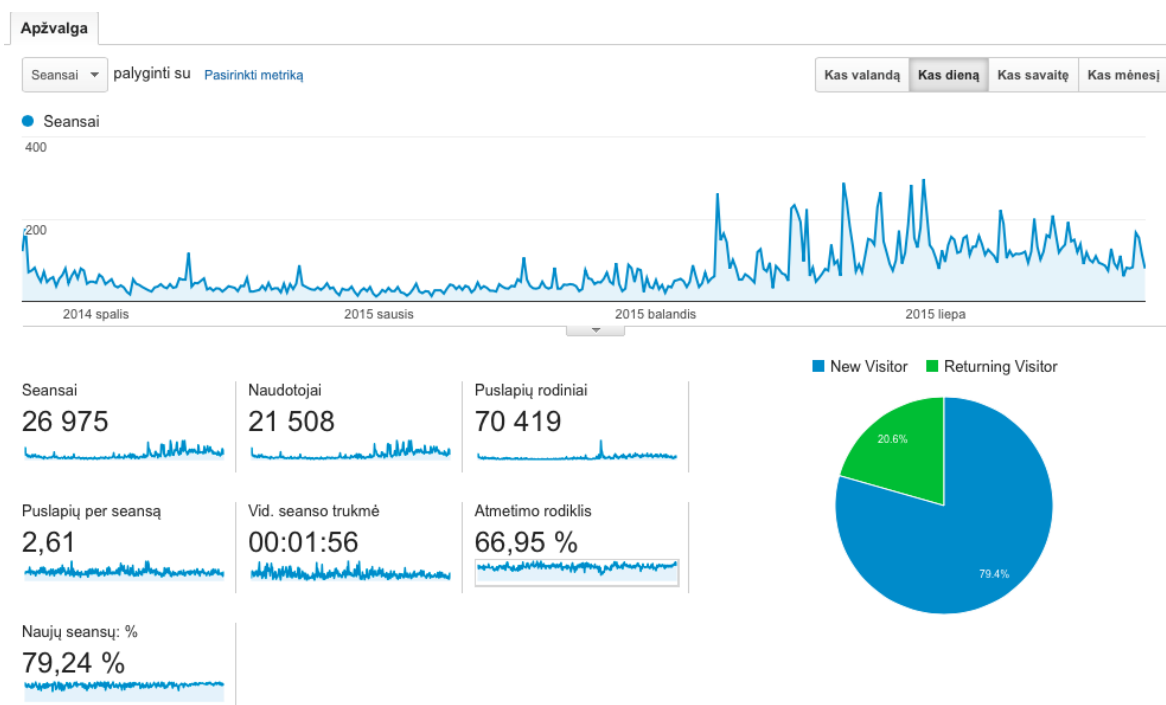 Apžvalga
Seansai palyginti su Pasirinkti metriką Kas valandą Kas dieną Kas savaitę Kas mėnesį
Seansai
400
200
2014 spalis 2015 sausis 2015 balandis 2015 liepa
New Visitor Returning Visitor
Seansai Naudotojai Puslapių rodiniai
26 975 21 508 70 419
20.6%
Puslapių per seansą Vid. seanso trukmė Atmetimo rodiklis
2,61 00:01:56 66,95 %
79.4%
Naujų seansų: %
79,24 %